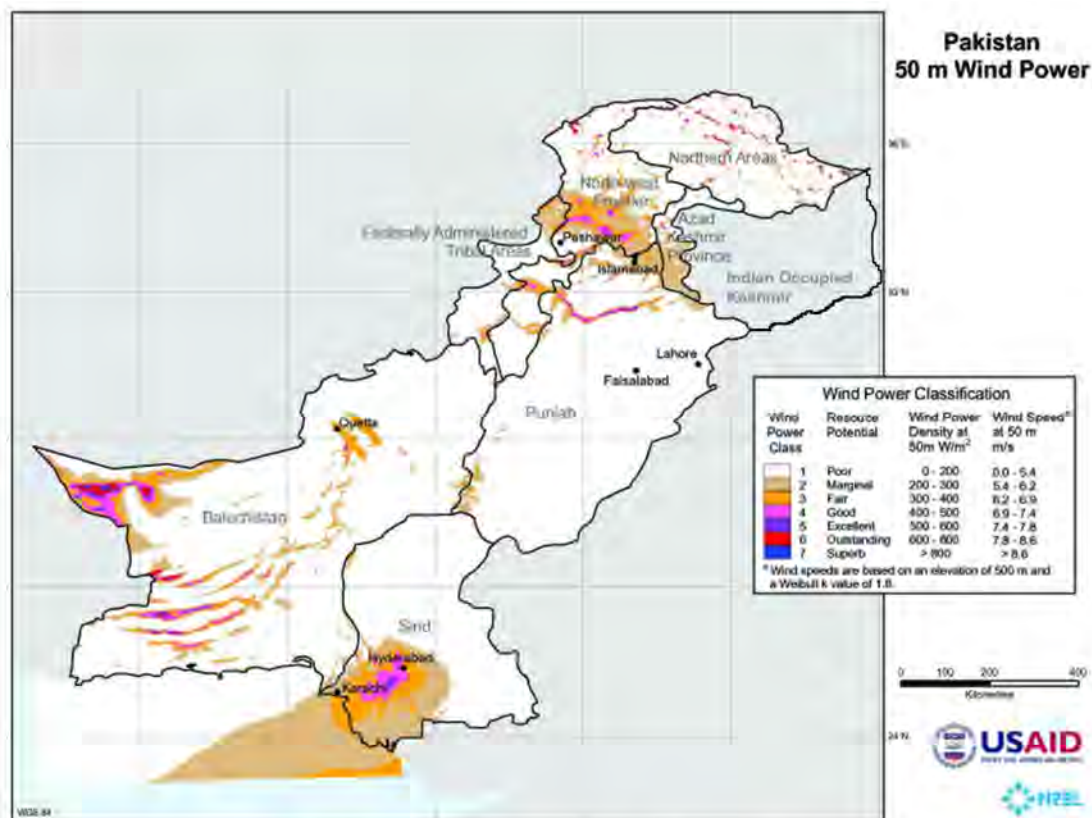 Pakistan
50 m Wind Power
Northern Areas
Azad
Kashmir
Province
Federally Administered
Tribal Areas
Peshawar
Islamabad
Indian Occupied
Kashmir
Lahore
Faisalabad
Punjab
Quetta
Balochistan
Sind
Hyderabad
Karachi
24 N
Wind Power Classification
Wind Power Class
Resource Potential
Wind Power Density at 50m W/m²
Wind Speedª at 50 m m/s
1 Poor 0 - 200 0.0 - 5.4
2 Marginal 200 - 300 5.4 - 6.2
3 Fair 300 - 400 6.2 - 6.9
4 Good 400 - 500 6.9 - 7.4
5 Excellent 500 - 600 7.4 - 7.8
6 Outstanding 600 - 800 7.8 - 8.6
7 Superb > 800 > 8.6
ª Wind speeds are based on an elevation of 500 m and
a Weibull k value of 1.8.
0 100 200 400
Kilometres
USAID
NREL
WGS 84